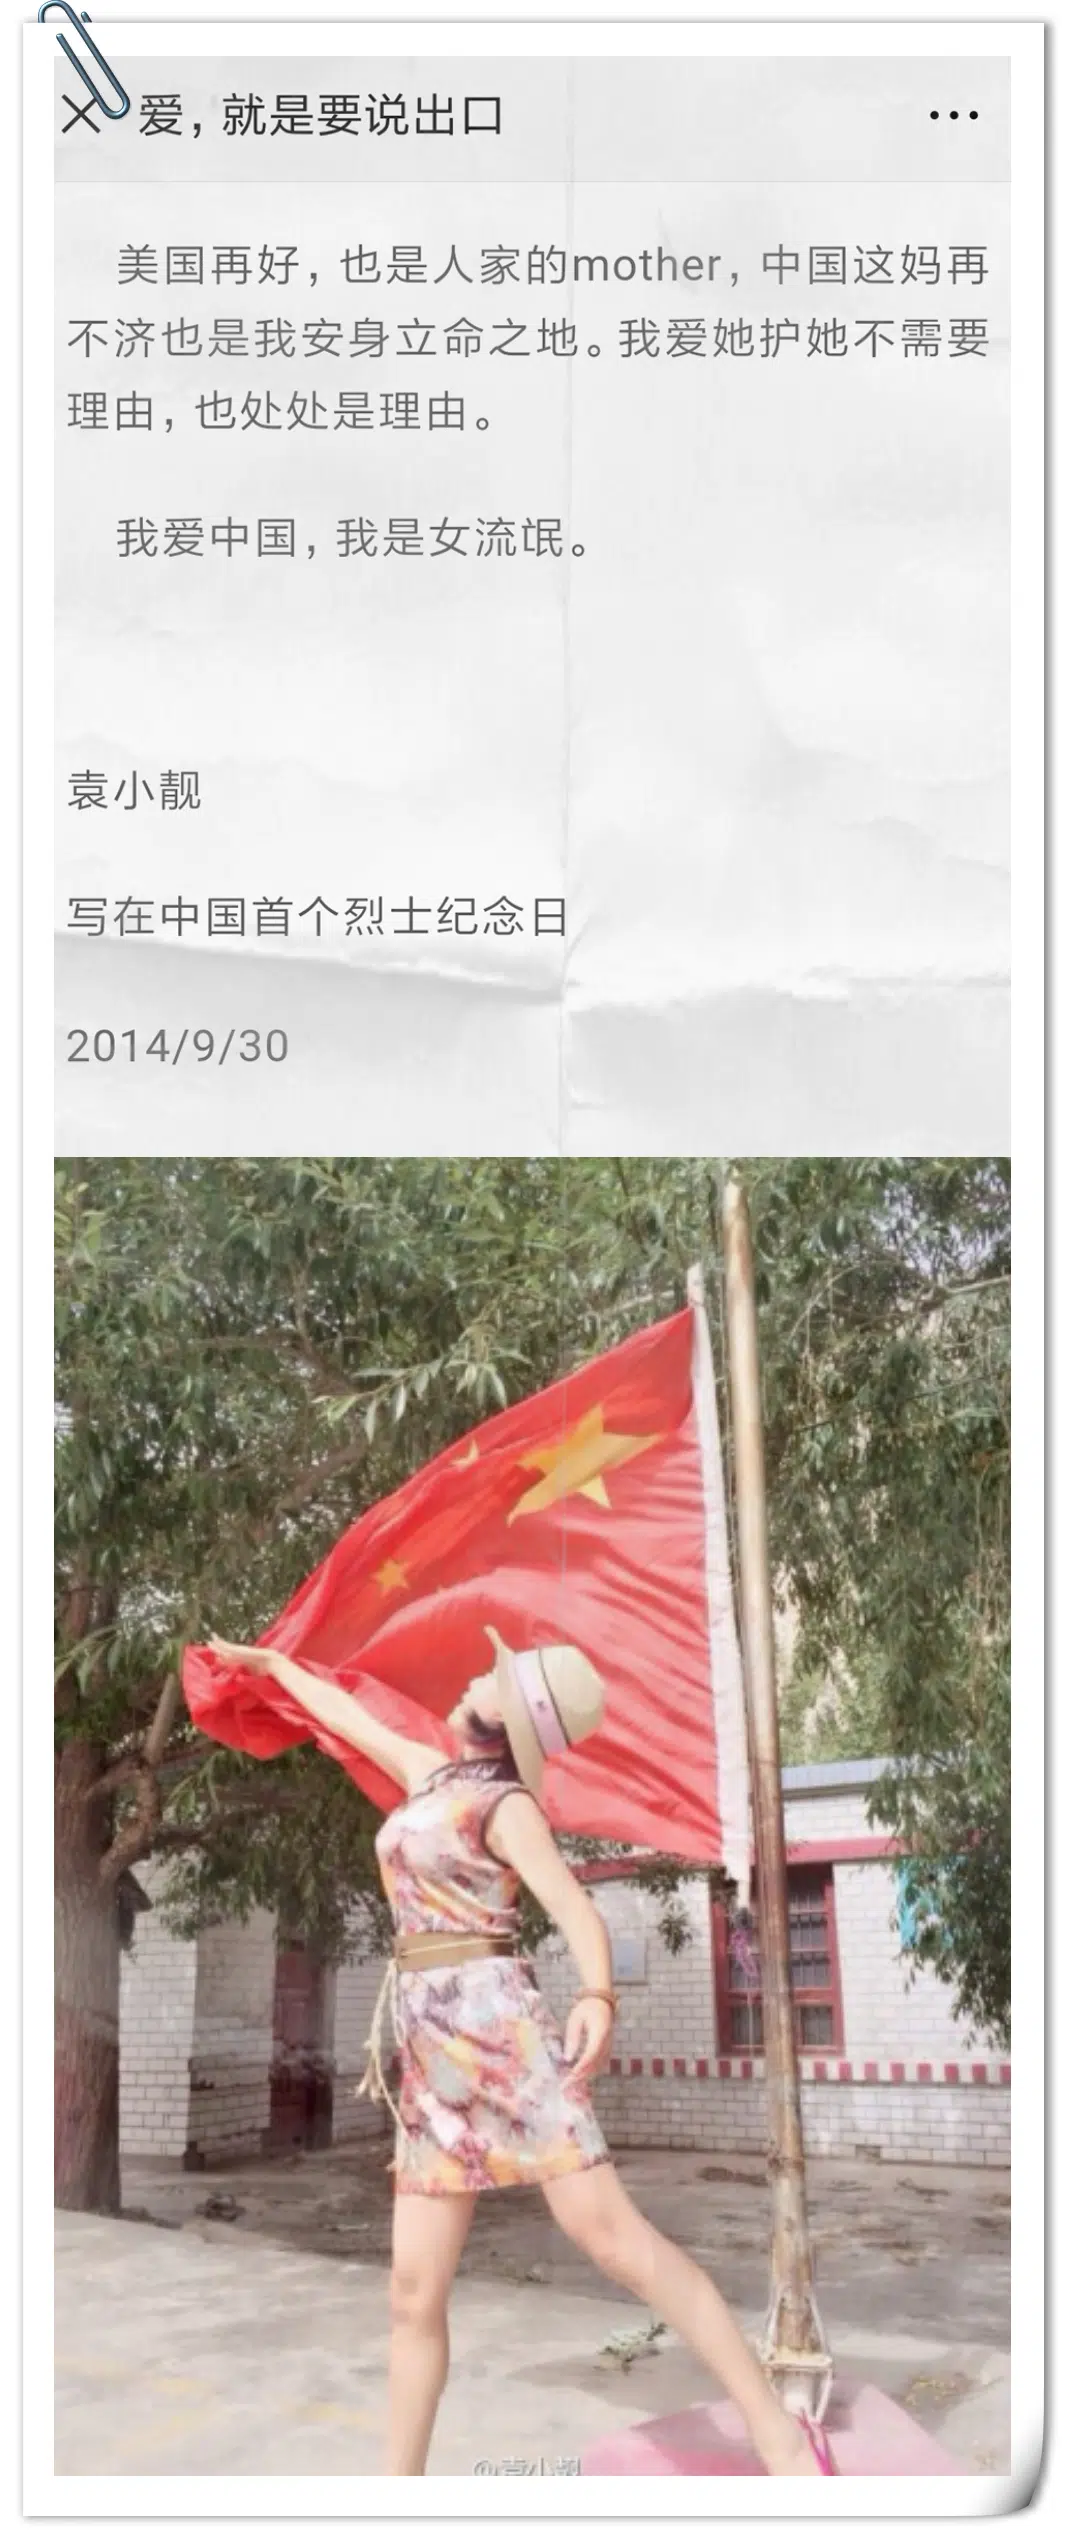 爱，就是要说出口
美国再好，也是人家的mother，中国这妈再
不济也是我安身立命之地。我爱她护她不需要
理由，也处处是理由。
我爱中国，我是女流氓。
袁小靓
写在中国首个烈士纪念日
2014/9/30
@袁小靓